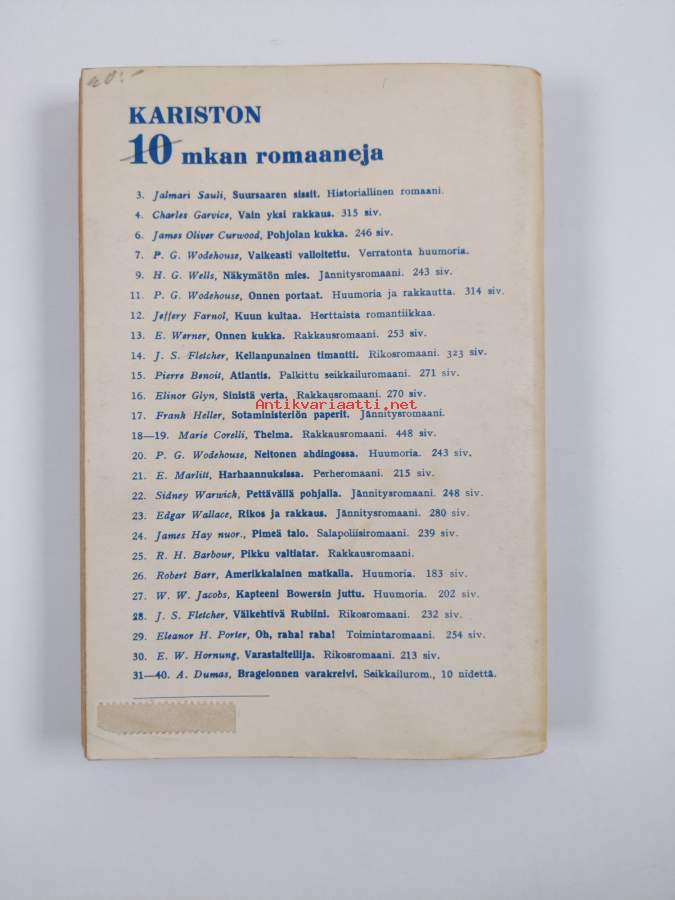 KARISTON
10 mkan romaaneja
3. Jalmari Sauli, Suursaaren sissit. Historiallinen romaani.
4. Charles Garvice, Vain yksi rakkaus. 315 siv.
6. James Oliver Curwood, Pohjolan kukka. 246 siv.
7. P. G. Wodehouse, Vaikeasti valloitettu. Verratonta huumoria.
9. H. G. Wells, Näkymätön mies. Jännitysromaani. 243 siv.
11. P. G. Wodehouse, Onnen portaat. Huumoria ja rakkautta. 314 siv.
12. Jeffery Farnol, Kuun kultaa. Herttaista romantiikkaa.
13. E. Werner, Onnen kukka. Rakkausromaani. 253 siv.
14. J. S. Fletcher, Kellanpunainen timantti. Rikosromaani. 323 siv.
15. Pierre Benoit, Atlantis. Palkittu seikkailuromaani. 271 siv.
16. Elinor Glyn, Sinistä verta. Rakkausromaani. 270 siv.
Antikvariaatti.net
17. Frank Heller, Sotaministeriön paperit. Jännitysromaani.
18—19. Marie Corelli, Thelma. Rakkausromaani. 448 siv.
20. P. G. Wodehouse, Neitonen ahdingossa. Huumoria. 243 siv.
21. E. Marlitt, Harhaannuksissa. Perheromaani. 215 siv.
22. Sidney Warwich, Pettävällä pohjalla. Jännitysromaani. 248 siv.
23. Edgar Wallace, Rikos ja rakkaus. Jännitysromaani. 280 siv.
24. James Hay nuor., Pimeä talo. Salapoliisiromaani. 239 siv.
25. R. H. Barbour, Pikku valtiatar. Rakkausromaani.
26. Robert Barr, Amerikkalainen matkalla. Huumoria. 183 siv.
27. W. W. Jacobs, Kapteeni Bowersin juttu. Huumoria. 202 siv.
28. J. S. Fletcher, Välkehtivä Rubiini. Rikosromaani. 232 siv.
29. Eleanor H. Porter, Oh, raha! raha! Toimintaromaani. 254 siv.
30. E. W. Hornung, Varastaiteilija. Rikosromaani. 213 siv.
31—40. A. Dumas, Bragelonnen varakreivi. Seikkailurom., 10 nidettä.